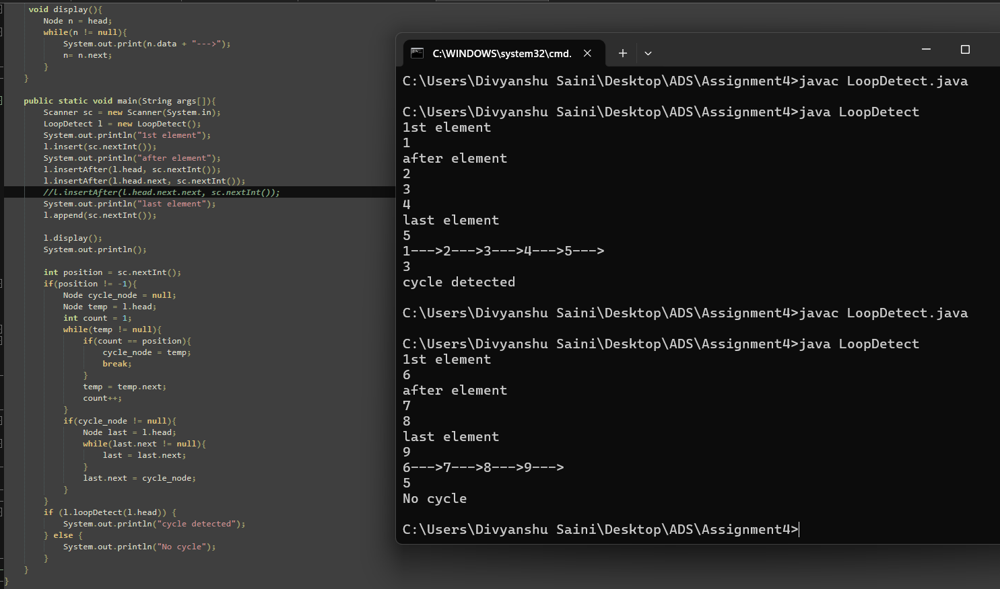 void display(){
Node n = head;
while(n != null){
System.out.print(n.data + "--->");
n= n.next;
}
}
public static void main(String args[]){
Scanner sc = new Scanner(System.in);
LoopDetect l = new LoopDetect();
System.out.println("1st element");
l.insert(sc.nextInt());
System.out.println("after element");
l.insertAfter(l.head, sc.nextInt());
l.insertAfter(l.head.next, sc.nextInt());
//l.insertAfter(l.head.next.next, sc.nextInt());
System.out.println("last element");
l.append(sc.nextInt());
l.display();
System.out.println();
int position = sc.nextInt();
if(position != -1){
Node cycle_node = null;
Node temp = l.head;
int count = 1;
while(temp != null){
if(count == position){
cycle_node = temp;
break;
}
temp = temp.next;
count++;
}
if(cycle_node != null){
Node last = l.head;
while(last.next != null){
last = last.next;
}
last.next = cycle_node;
}
}
if (l.loopDetect(l.head)) {
System.out.println("cycle detected");
} else {
System.out.println("No cycle");
}
}
}
C:\WINDOWS\system32\cmd.
C:\Users\Divyanshu Saini\Desktop\ADS\Assignment4>javac LoopDetect.java
C:\Users\Divyanshu Saini\Desktop\ADS\Assignment4>java LoopDetect
1st element
1
after element
2
3
4
last element
5
1--->2--->3--->4--->5--->
3
cycle detected
C:\Users\Divyanshu Saini\Desktop\ADS\Assignment4>javac LoopDetect.java
C:\Users\Divyanshu Saini\Desktop\ADS\Assignment4>java LoopDetect
1st element
6
after element
7
8
last element
9
6--->7--->8--->9--->
5
No cycle
C:\Users\Divyanshu Saini\Desktop\ADS\Assignment4>